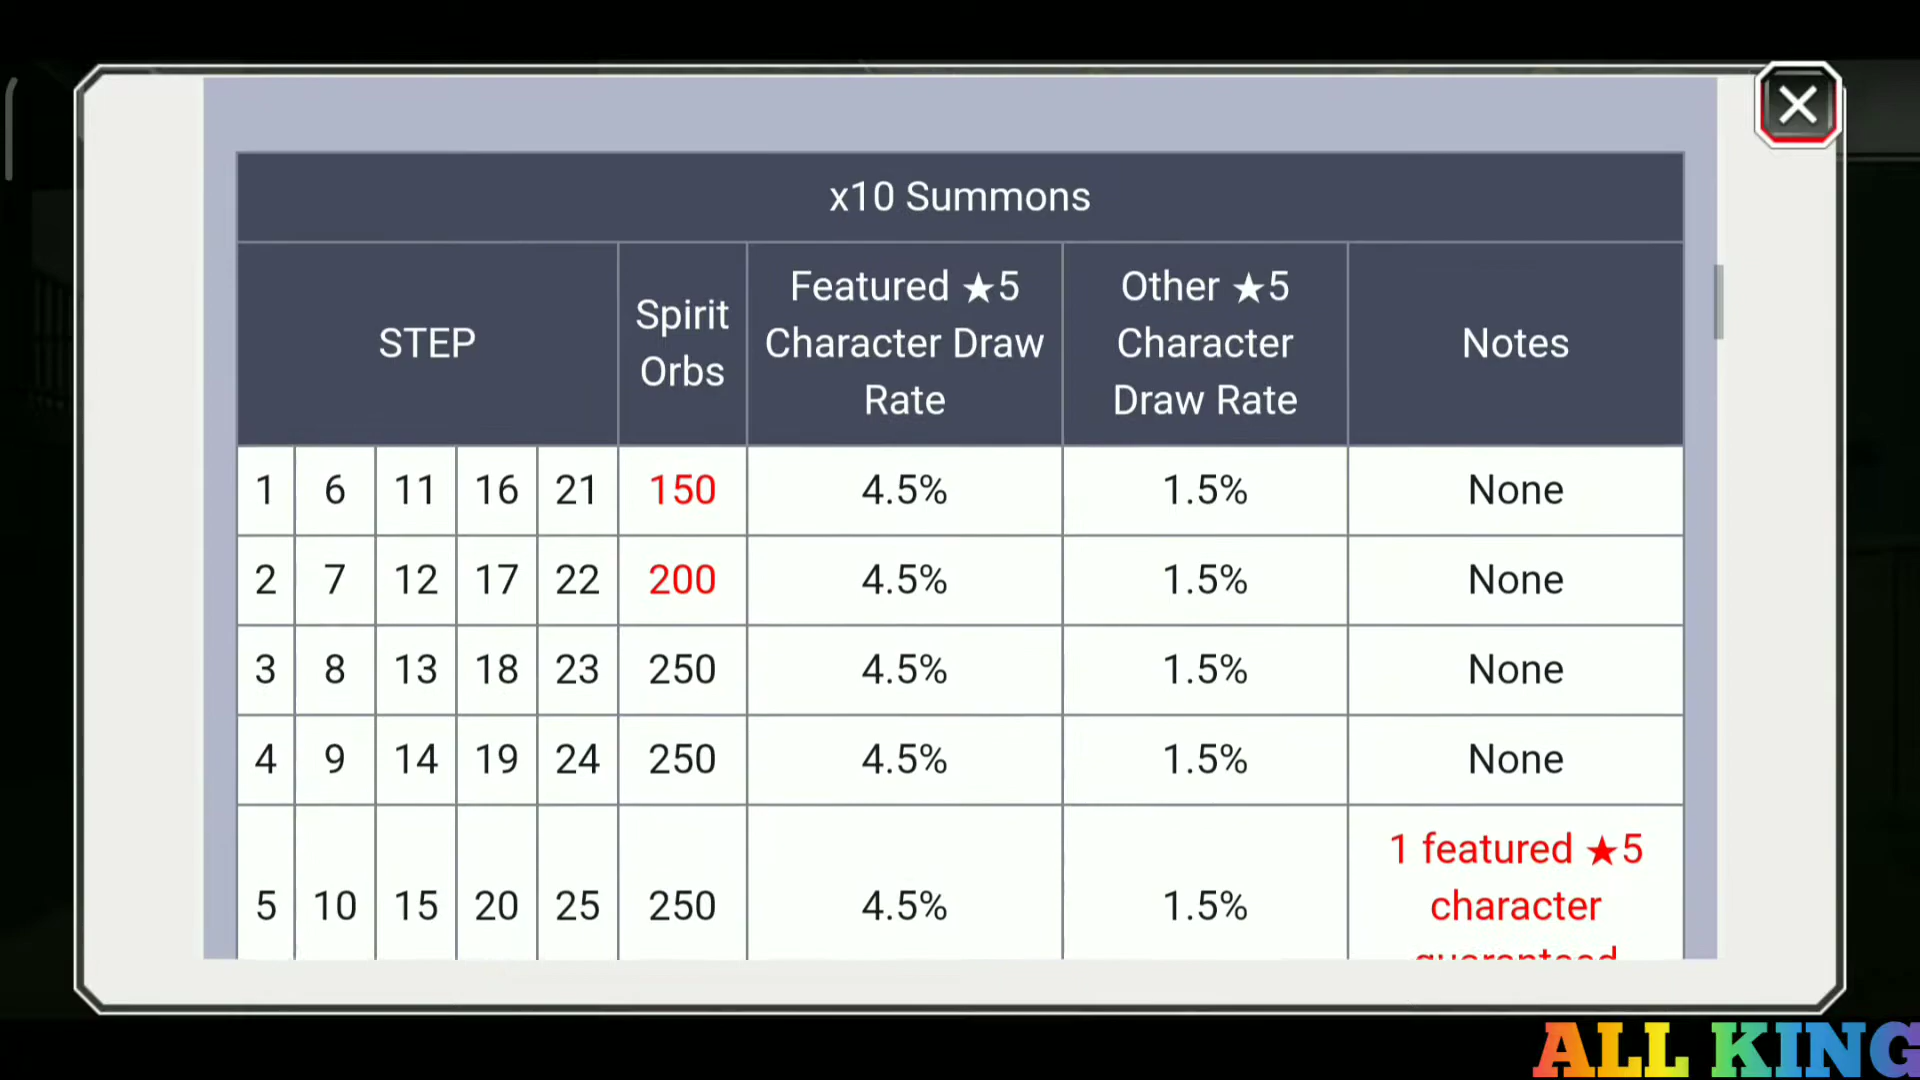 x10 Summons
STEP
Spirit
Orbs
Featured ★5
Character Draw
Rate
Other ★5
Character
Draw Rate
Notes
1 6 11 16 21 150 4.5% 1.5% None
2 7 12 17 22 200 4.5% 1.5% None
3 8 13 18 23 250 4.5% 1.5% None
4 9 14 19 24 250 4.5% 1.5% None
5 10 15 20 25 250 4.5% 1.5%
1 featured ★5
character
guaranteed
ALL KING